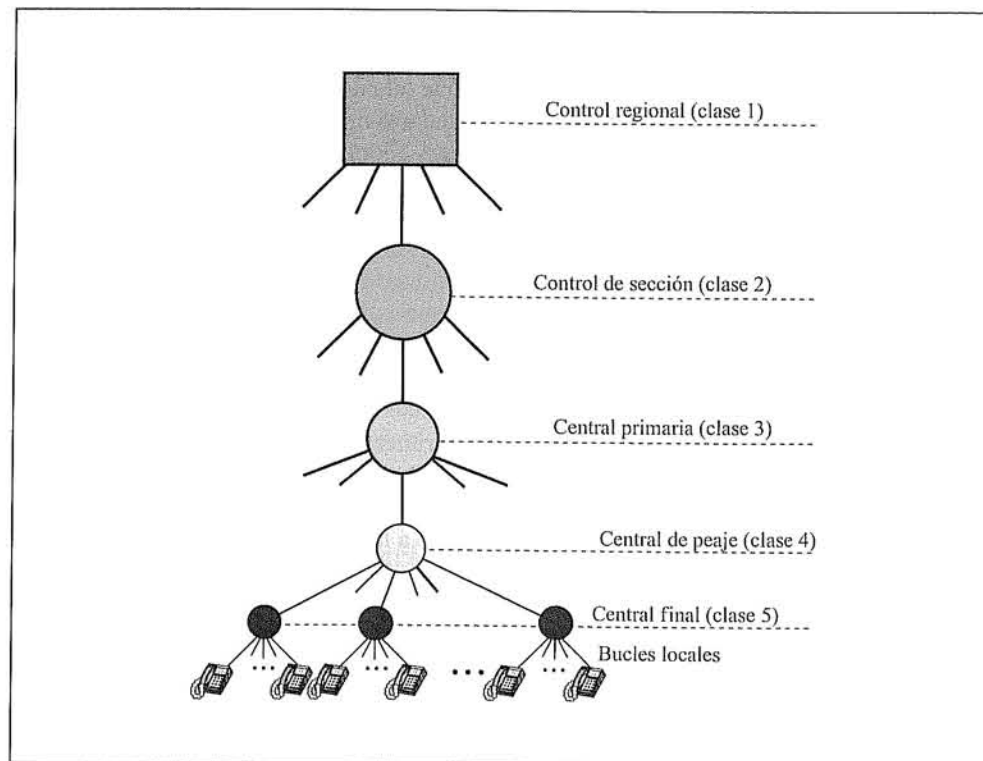 Control regional (clase 1)
Control de sección (clase 2)
Central primaria (clase 3)
Central de peaje (clase 4)
Central final (clase 5)
Bucles locales